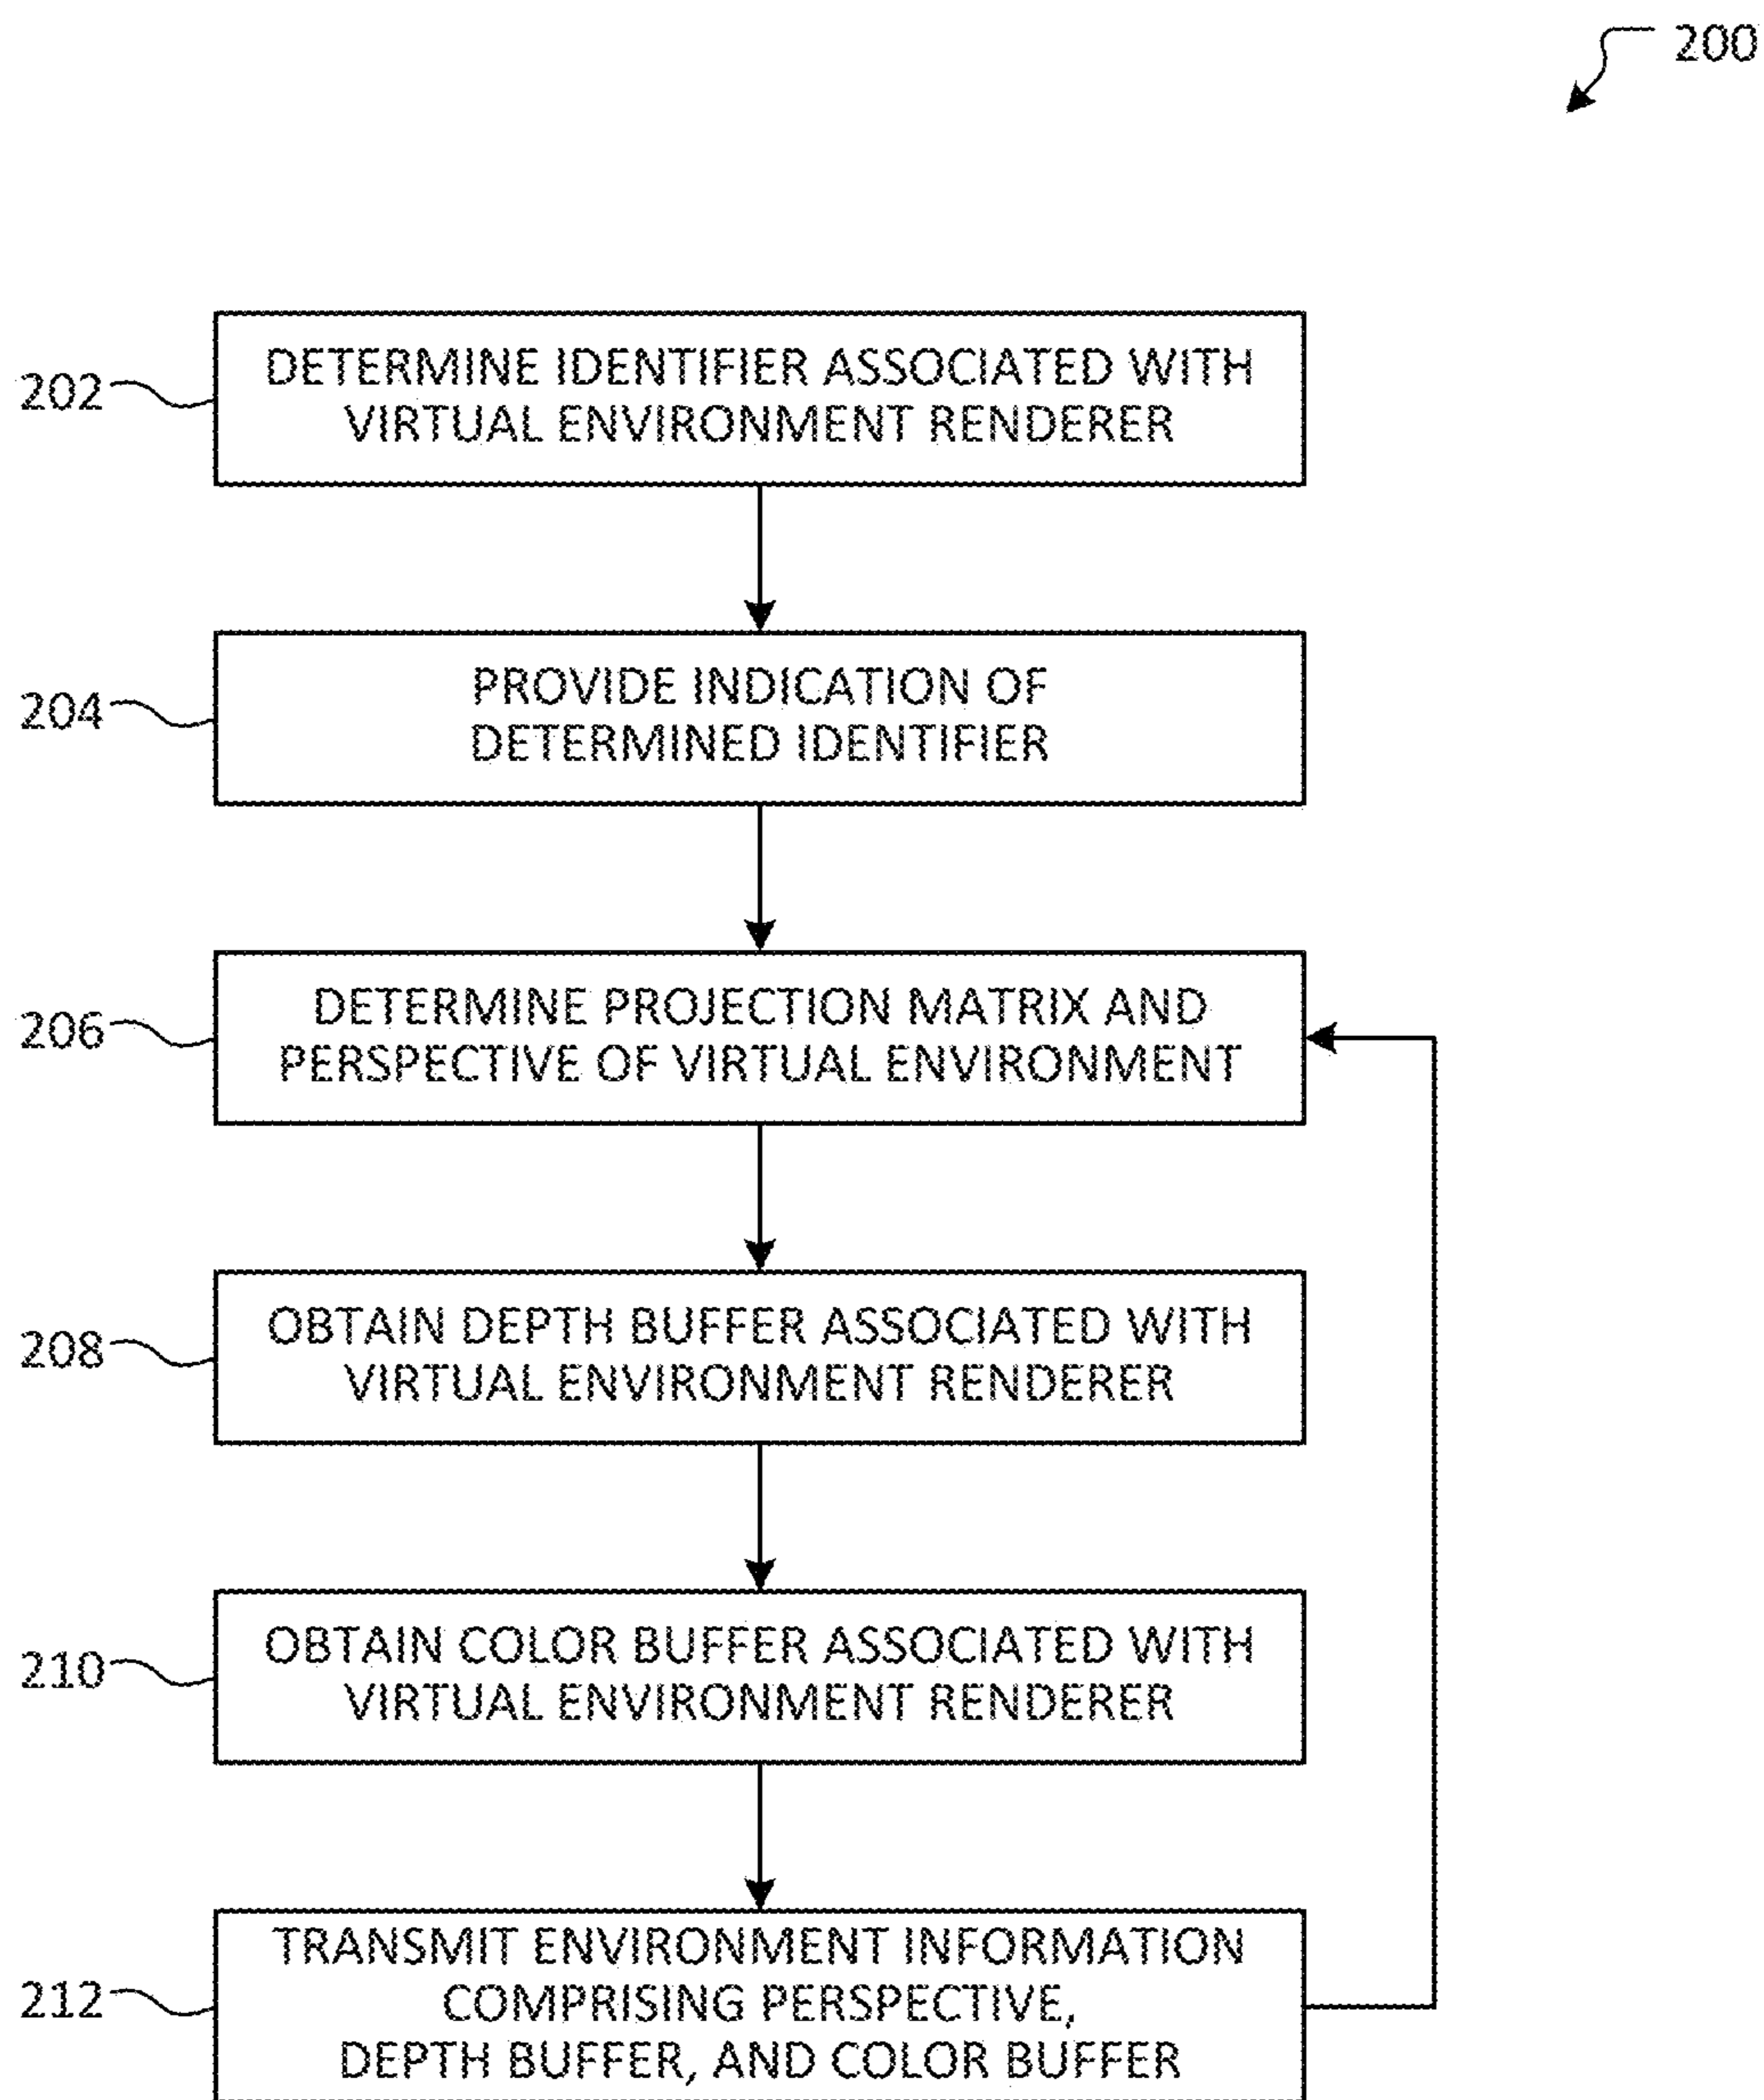 200
202
DETERMINE IDENTIFIER ASSOCIATED WITH
VIRTUAL ENVIRONMENT RENDERER
204
PROVIDE INDICATION OF
DETERMINED IDENTIFIER
206
DETERMINE PROJECTION MATRIX AND
PERSPECTIVE OF VIRTUAL ENVIRONMENT
208
OBTAIN DEPTH BUFFER ASSOCIATED WITH
VIRTUAL ENVIRONMENT RENDERER
210
OBTAIN COLOR BUFFER ASSOCIATED WITH
VIRTUAL ENVIRONMENT RENDERER
212
TRANSMIT ENVIRONMENT INFORMATION
COMPRISING PERSPECTIVE,
DEPTH BUFFER, AND COLOR BUFFER